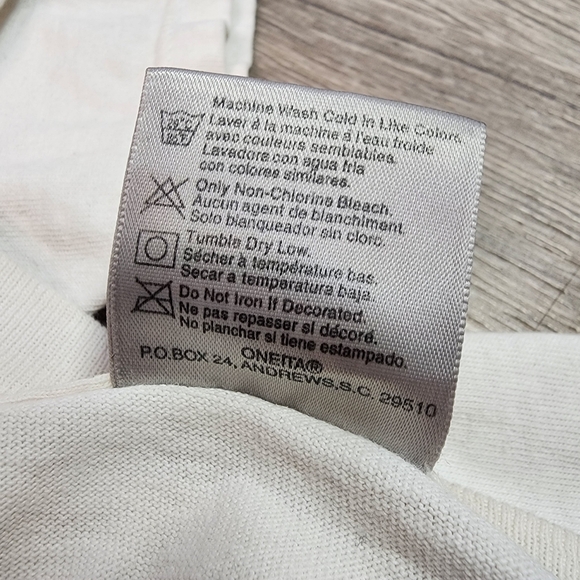 Machine Wash Cold In Like Colors.
Laver à la machine à l'eau froide
avec couleurs semblables.
Lavadora con agua fria
con colores similares.
Only Non-Chlorine Bleach.
Aucun agent de blanchiment.
Solo blanqueador sin cloro.
Tumble Dry Low.
Sécher à température bas.
Secar a temperatura baja.
Do Not Iron If Decorated.
Ne pas repasser si décoré.
No planchar si tiene estampado.
ONEITA®
P.O.BOX 24, ANDREWS,S.C. 29510